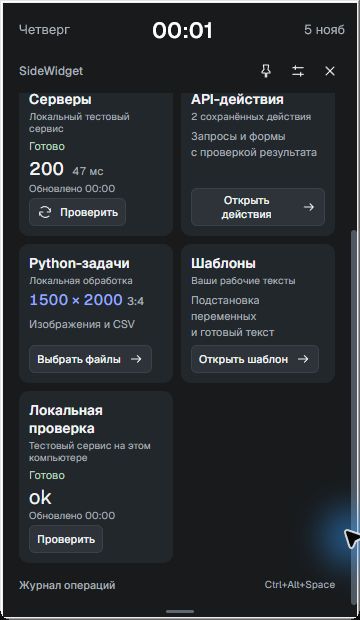 Четверг
00:01
5 нояб
SideWidget
Серверы
Локальный тестовый
сервис
Готово
200 47 мс
Обновлено 00:00
Проверить
API-действия
2 сохранённых действия
Запросы и формы
с проверкой результата
Открыть
действия
Python-задачи
Локальная обработка
1500 × 2000 3:4
Изображения и CSV
Выбрать файлы
Шаблоны
Ваши рабочие тексты
Подстановка
переменных
и готовый текст
Открыть шаблон
Локальная
проверка
Тестовый сервис на этом
компьютере
Готово
ok
Обновлено 00:00
Проверить
Журнал операций
Ctrl+Alt+Space